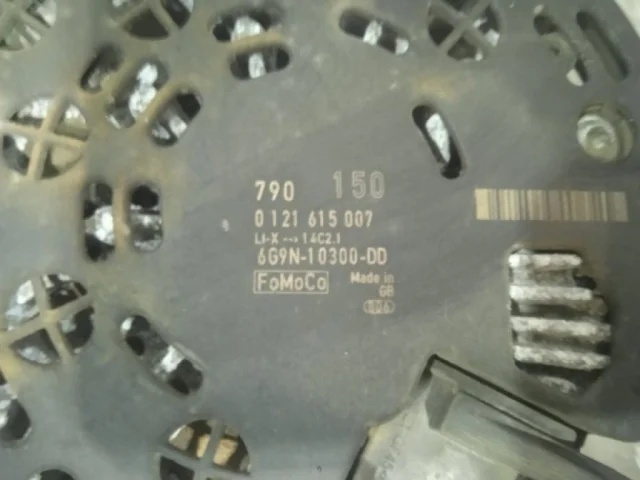 790 150
0 121 615 007
LI-X 14C2.1
6G9N-10300-DD
FoMoCo Made in
GB